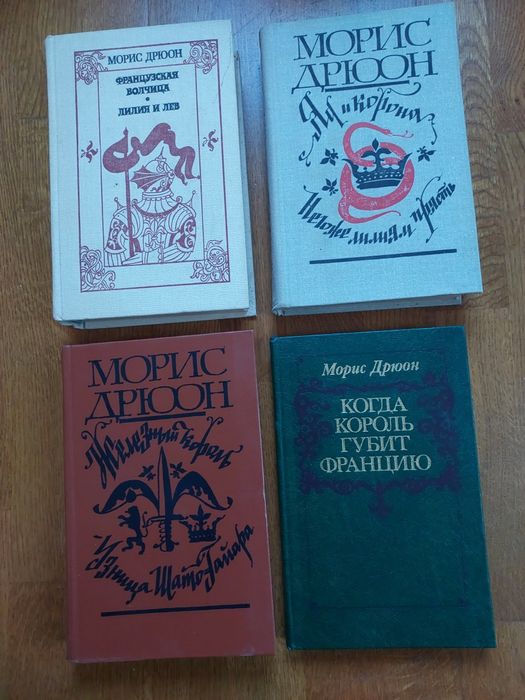 МОРИС ДРЮОН
ФРАНЦУЗСКАЯ
ВОЛЧИЦА
•
ЛИЛИЯ И ЛЕВ
МОРИС
ДРЮОН
Яд и корона
Негоже лилиям прясть
МОРИС
ДРЮОН
Железный король
Узница Шато-Гайара
Морис Дрюон
КОГДА
КОРОЛЬ
ГУБИТ
ФРАНЦИЮ